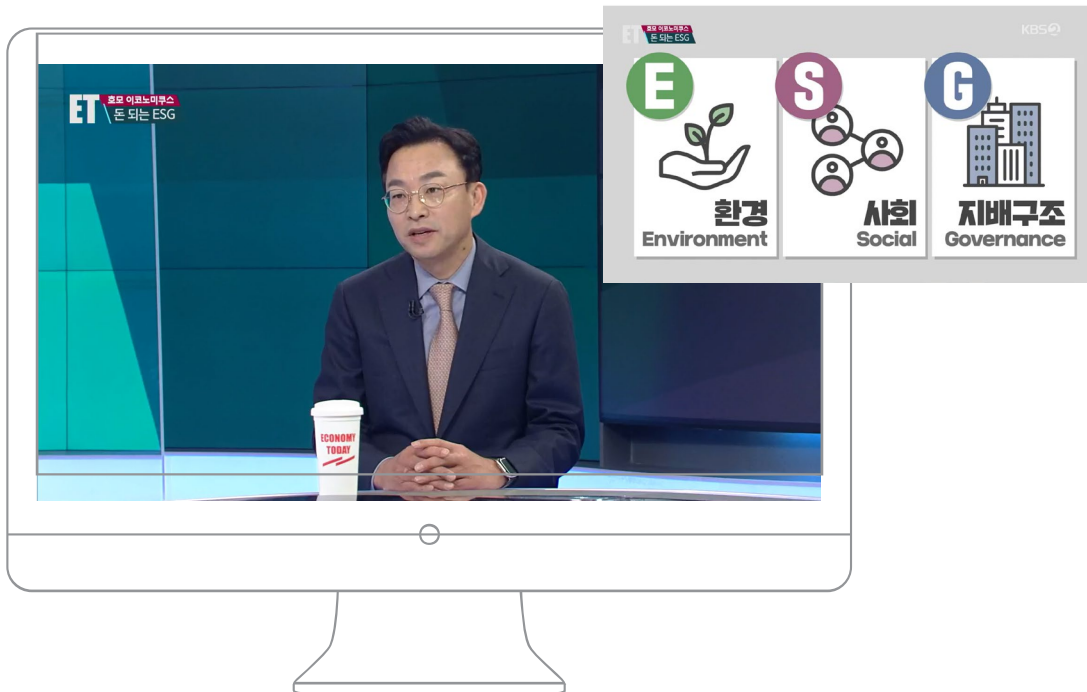 ET
호모 이코노미쿠스
돈 되는 ESG
ECONOMY
TODAY
ET
호모 이코노미쿠스
돈 되는 ESG
KBS2
E
환경
Environment
S
사회
Social
G
지배구조
Governance